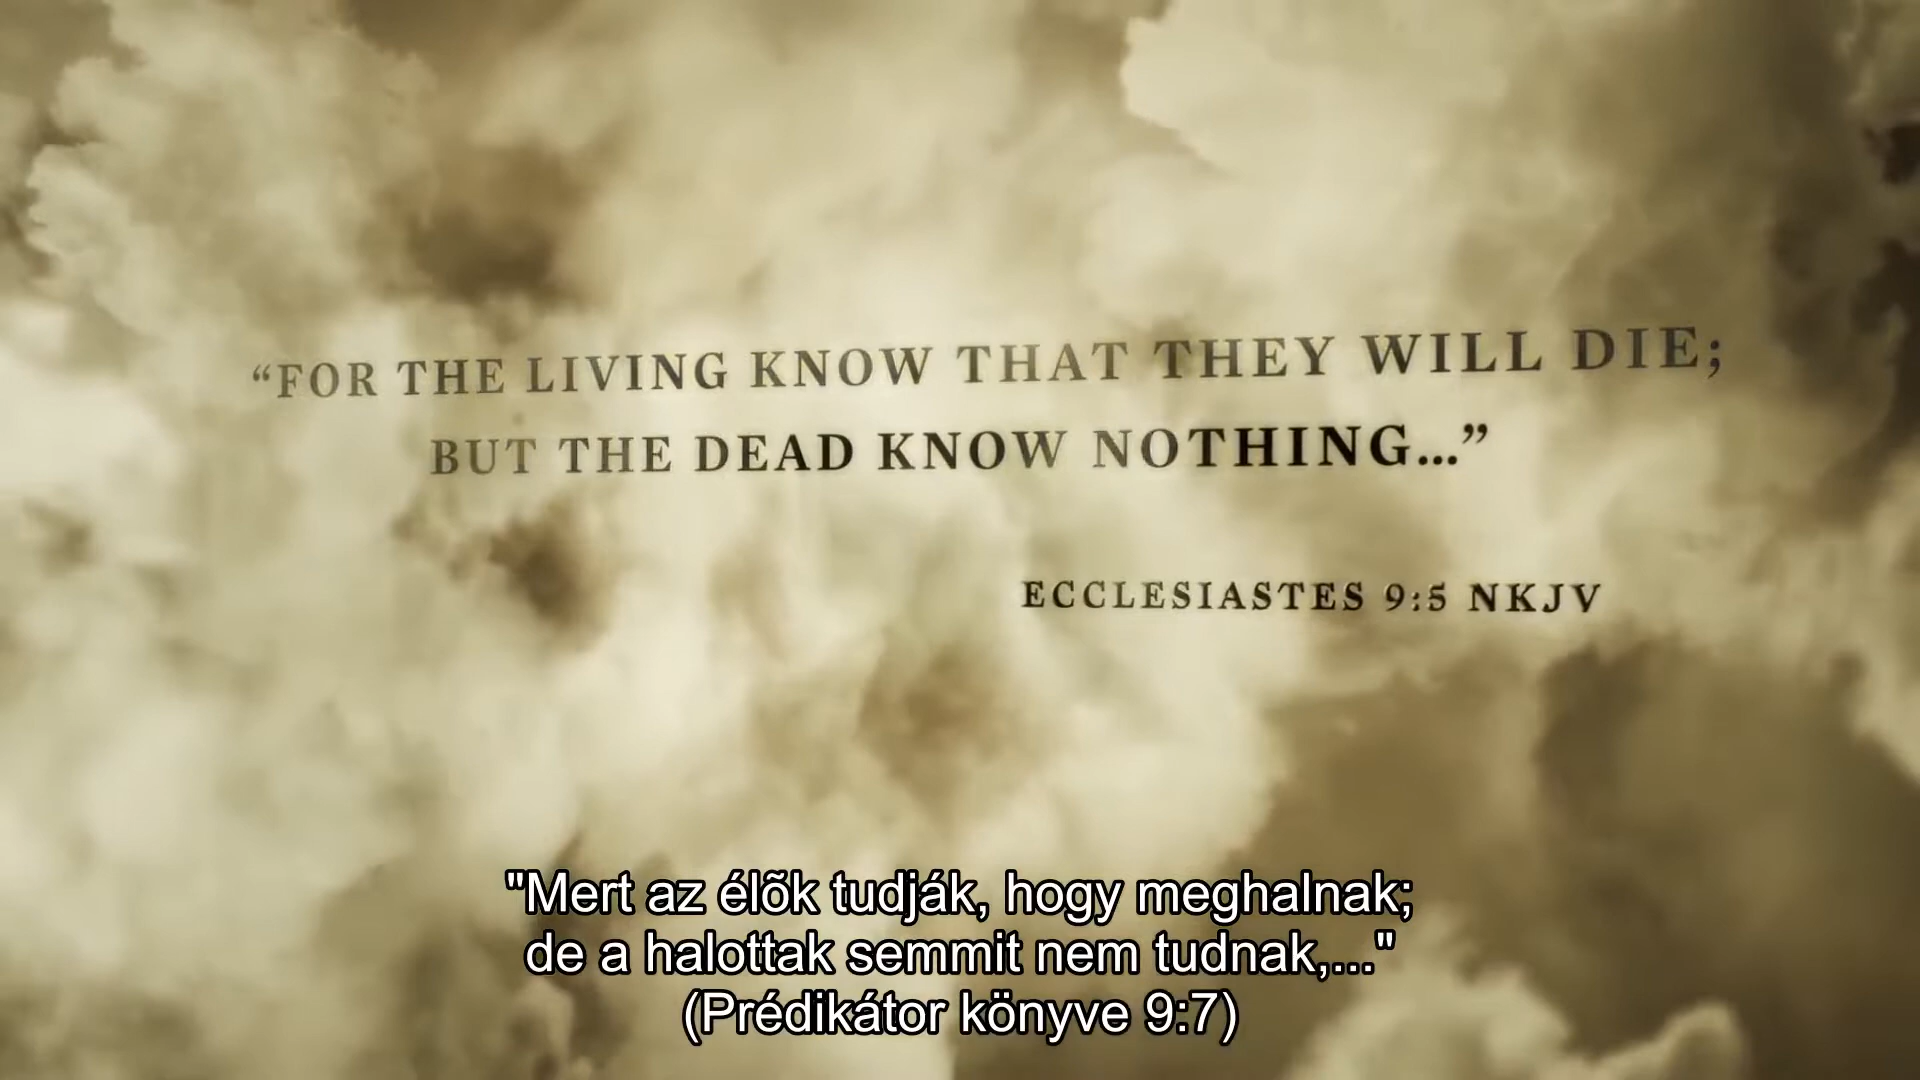 “FOR THE LIVING KNOW THAT THEY WILL DIE;
BUT THE DEAD KNOW NOTHING...”
ECCLESIASTES 9:5 NKJV
"Mert az élõk tudják, hogy meghalnak;
de a halottak semmit nem tudnak,..."
(Prédikátor könyve 9:7)